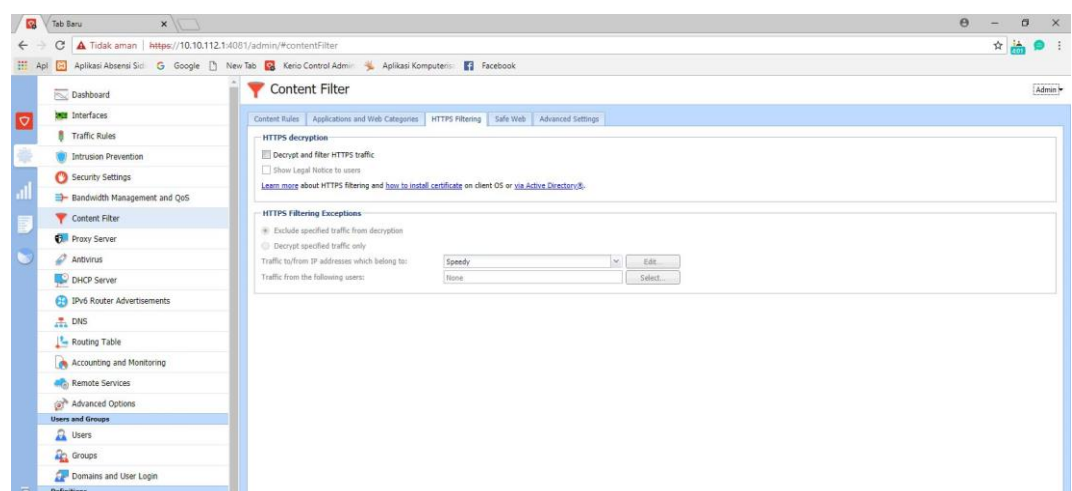 Tab Baru
Tidak aman | https://10.10.112.1:4081/admin/#contentFilter
Apl Aplikasi Absensi Sid G Google New Tab Kerio Control Admin Aplikasi Komputeris Facebook
Content Filter
Admin
Dashboard
Interfaces
Traffic Rules
Intrusion Prevention
Security Settings
Bandwidth Management and QoS
Content Filter
Proxy Server
Antivirus
DHCP Server
IPv6 Router Advertisements
DNS
Routing Table
Accounting and Monitoring
Remote Services
Advanced Options
Users and Groups
Users
Groups
Domains and User Login
Definitions
Content Rules Applications and Web Categories HTTPS Filtering Safe Web Advanced Settings
HTTPS decryption
Decrypt and filter HTTPS traffic
Show Legal Notice to users
Learn more about HTTPS filtering and how to install certificate on client OS or via Active Directory®.
HTTPS Filtering Exceptions
Exclude specified traffic from decryption
Decrypt specified traffic only
Traffic to/from IP addresses which belong to: Speedy Edit...
Traffic from the following users: None Select...